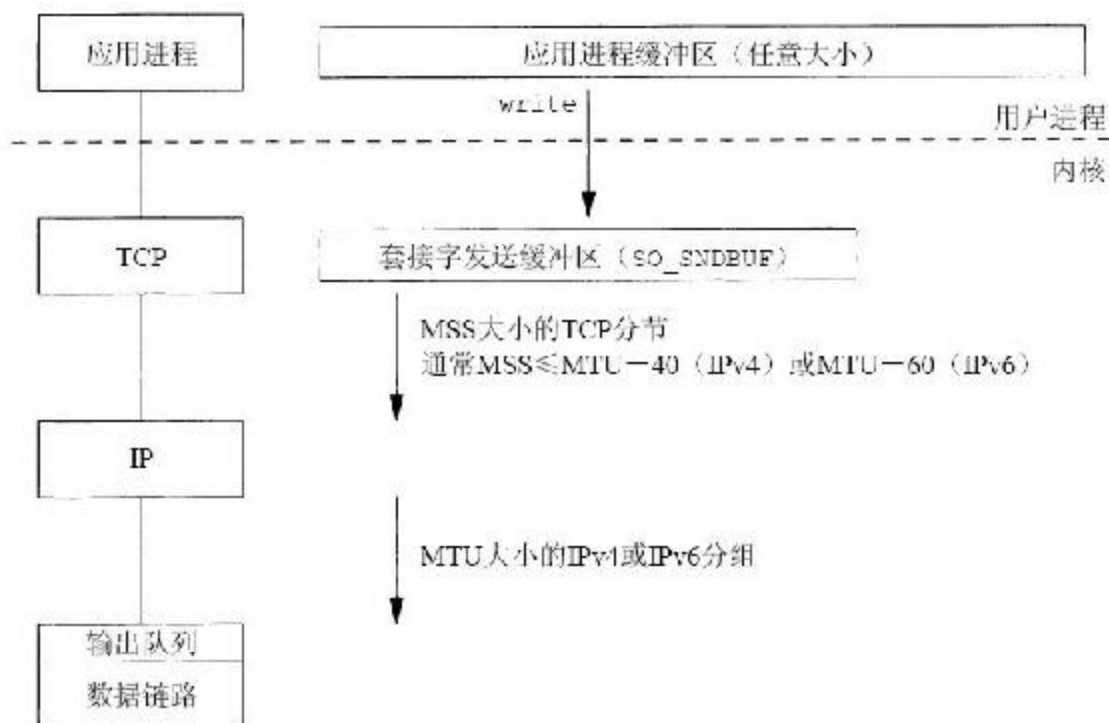 应用进程
应用进程缓冲区（任意大小）
write
用户进程
内核
TCP
套接字发送缓冲区（SO_SNDBUF）
MSS大小的TCP分节
通常MSS≤MTU－40（IPv4）或MTU－60（IPv6）
IP
MTU大小的IPv4或IPv6分组
输出队列
数据链路